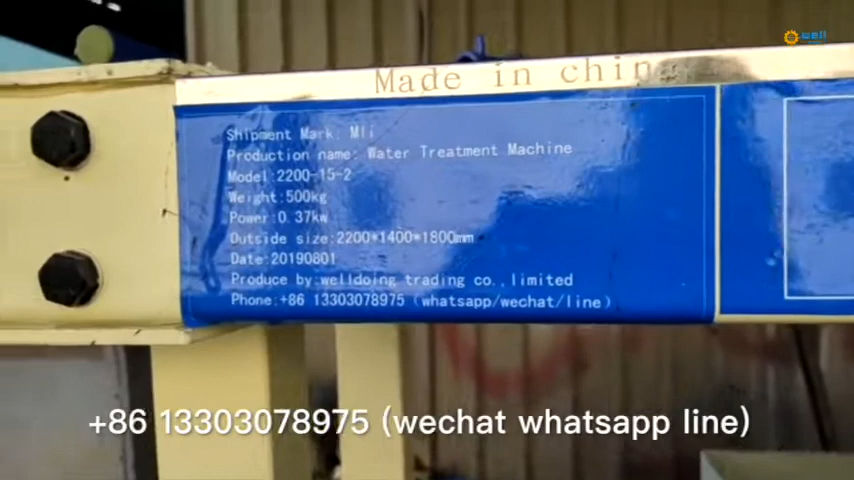 well
Made in china
Shipment Mark: Mli
Production name: Water Treatment Machine
Model:2200-15-2
Weight:500kg
Power:0.37kw
Outside size:2200*1400*1800mm
Date:20190801
Produce by:welldoing trading co.,limited
Phone:+86 13303078975 (whatsapp/wechat/line)
+86 13303078975 (wechat whatsapp line)